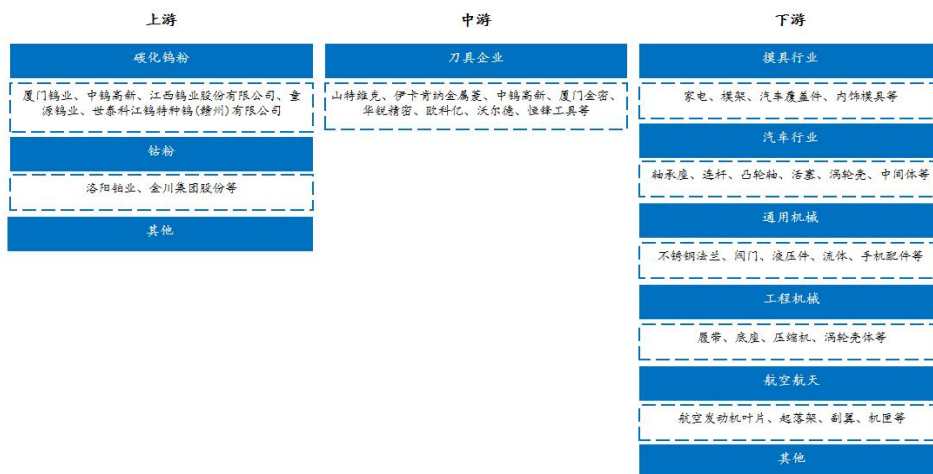 上游
碳化钨粉
厦门钨业、中钨高新、江西钨业股份有限公司、章
源钨业、世泰科江钨特种钨(赣州)有限公司
钴粉
洛阳钼业、金川集团股份等
其他
中游
刀具企业
山特维克、伊卡肯纳金属菱、中钨高新、厦门金密、
华锐精密、欧科亿、沃尔德、恒锋工具等
下游
模具行业
家电、模架、汽车覆盖件、内饰模具等
汽车行业
轴承座、连杆、凸轮轴、活塞、涡轮壳、中间体等
通用机械
不锈钢法兰、阀门、液压件、流体、手机配件等
工程机械
履带、底座、压缩机、涡轮壳体等
航空航天
航空发动机叶片、起落架、副翼、机匣等
其他